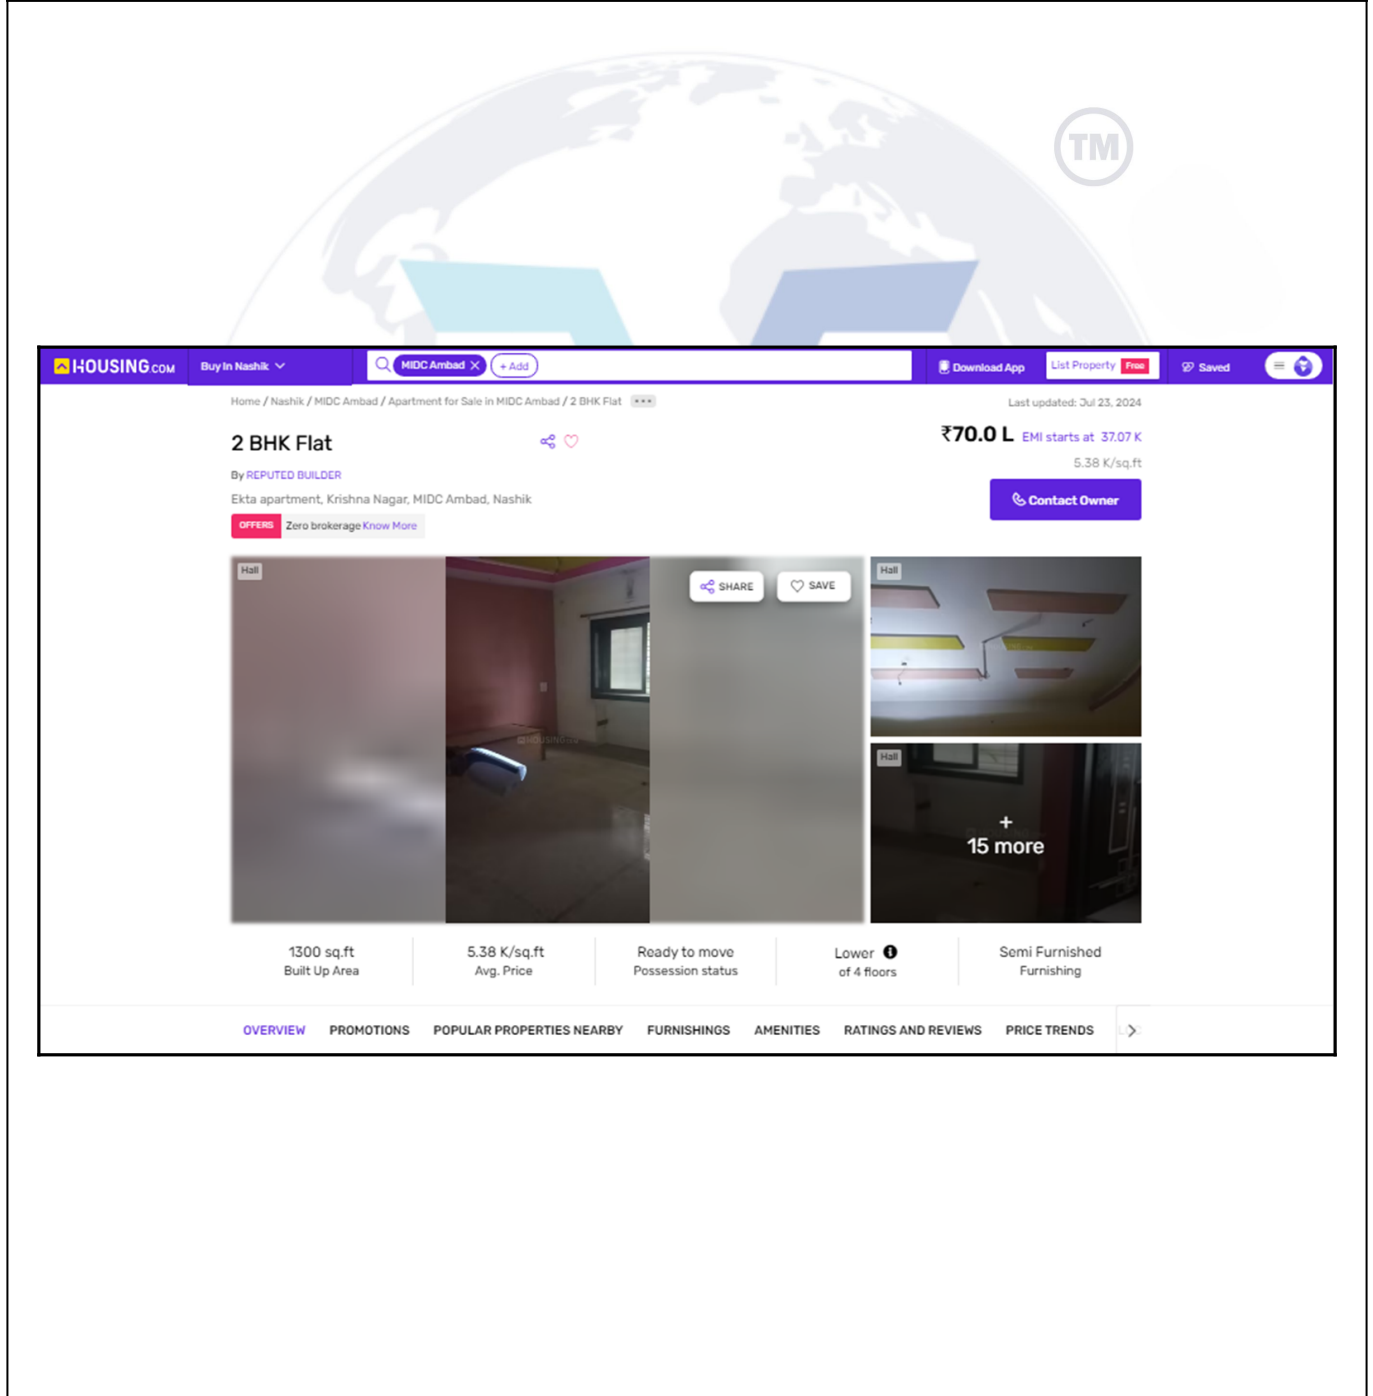 TM
HOUSING.COM
Buy In Nashik
MIDC Ambad
+ Add
Download App
List Property Free
Saved
Home / Nashik / MIDC Ambad / Apartment for Sale in MIDC Ambad / 2 BHK Flat
Last updated: Jul 23, 2024
2 BHK Flat
₹70.0 L EMI starts at 37.07 K
5.38 K/sq.ft
By REPUTED BUILDER
Ekta apartment, Krishna Nagar, MIDC Ambad, Nashik
Contact Owner
OFFERS Zero brokerage Know More
Hall
SHARE
SAVE
Hall
HOUSING.com
Hall
+
15 more
1300 sq.ft
Built Up Area
5.38 K/sq.ft
Avg. Price
Ready to move
Possession status
Lower
of 4 floors
Semi Furnished
Furnishing
OVERVIEW PROMOTIONS POPULAR PROPERTIES NEARBY FURNISHINGS AMENITIES RATINGS AND REVIEWS PRICE TRENDS